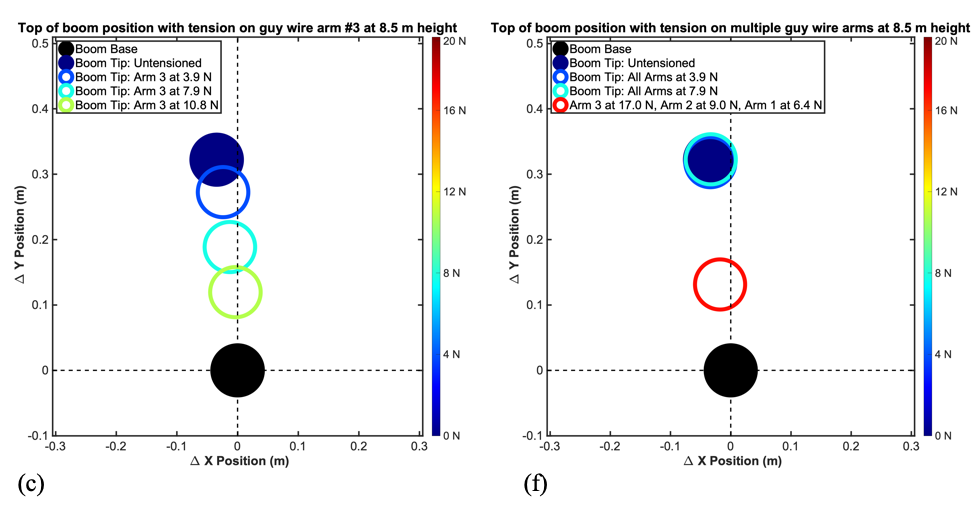 Top of boom position with tension on guy wire arm #3 at 8.5 m height
Boom Base
Boom Tip: Untensioned
Boom Tip: Arm 3 at 3.9 N
Boom Tip: Arm 3 at 7.9 N
Boom Tip: Arm 3 at 10.8 N
0.5
0.4
0.3
0.2
0.1
0
-0.1
Δ Y Position (m)
-0.3
-0.2
-0.1
0
0.1
0.2
0.3
Δ X Position (m)
20 N
16 N
12 N
8 N
4 N
0 N
(c)
Top of boom position with tension on multiple guy wire arms at 8.5 m height
Boom Base
Boom Tip: Untensioned
Boom Tip: All Arms at 3.9 N
Boom Tip: All Arms at 7.9 N
Arm 3 at 17.0 N, Arm 2 at 9.0 N, Arm 1 at 6.4 N
0.5
0.4
0.3
0.2
0.1
0
-0.1
Δ Y Position (m)
-0.3
-0.2
-0.1
0
0.1
0.2
0.3
Δ X Position (m)
20 N
16 N
12 N
8 N
4 N
0 N
(f)